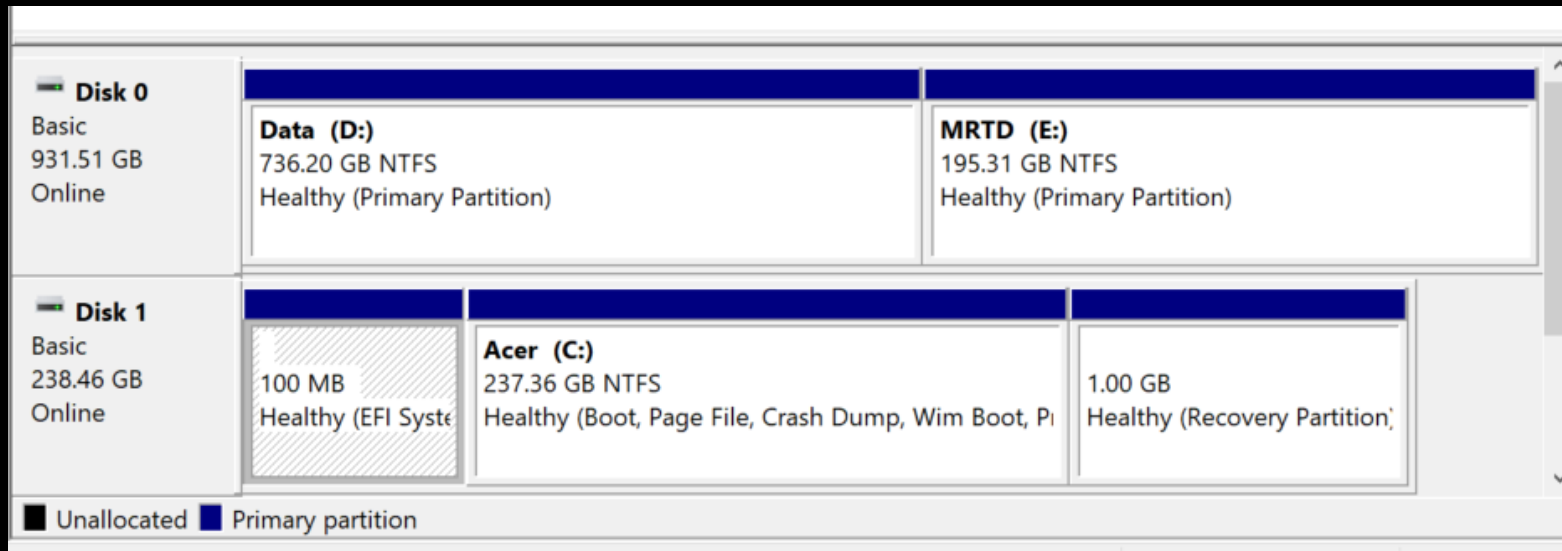 Disk 0
Basic
931.51 GB
Online
Data (D:)
736.20 GB NTFS
Healthy (Primary Partition)
MRTD (E:)
195.31 GB NTFS
Healthy (Primary Partition)
Disk 1
Basic
238.46 GB
Online
100 MB
Healthy (EFI Syste
Acer (C:)
237.36 GB NTFS
Healthy (Boot, Page File, Crash Dump, Wim Boot, Pr
1.00 GB
Healthy (Recovery Partition)
Unallocated Primary partition